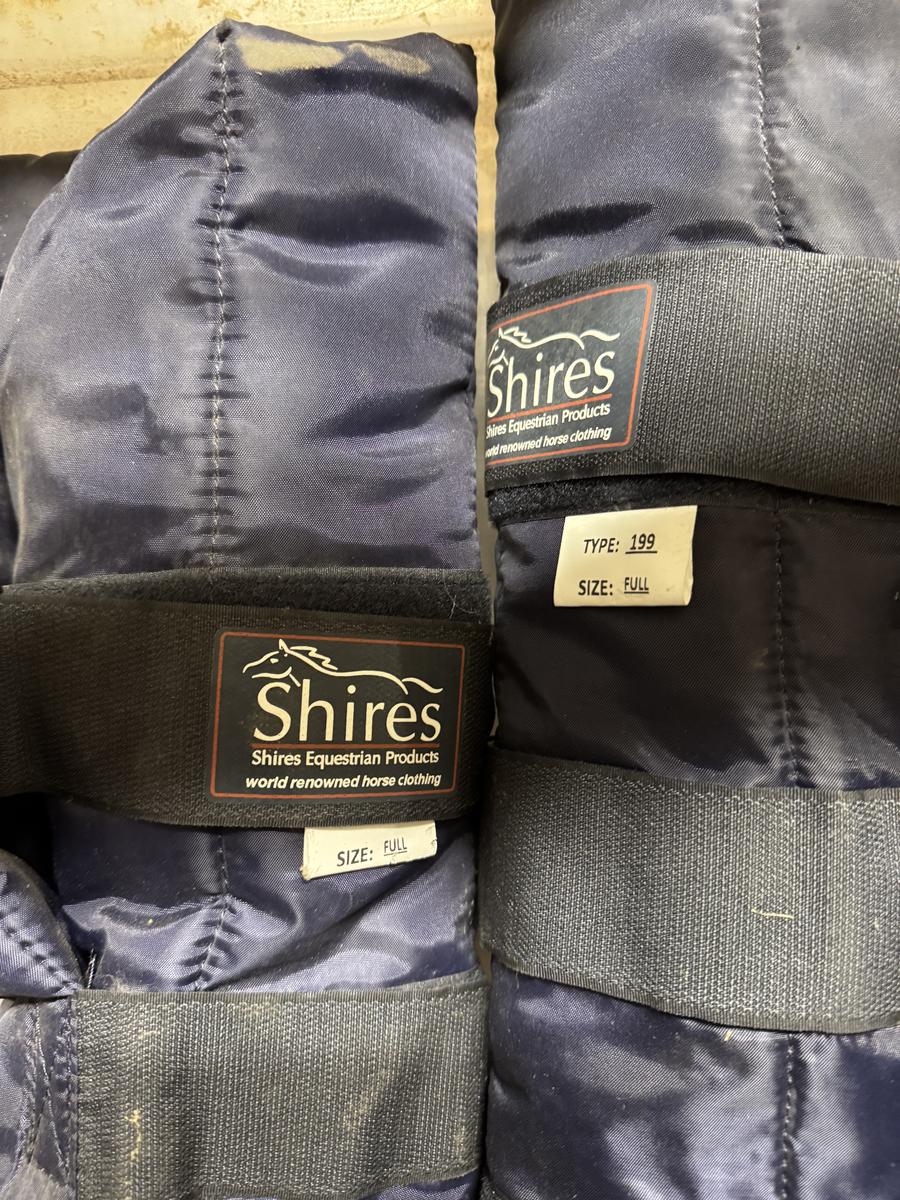 Shires
Shires Equestrian Products
world renowned horse clothing
SIZE: FULL
Shires
Shires Equestrian Products
world renowned horse clothing
TYPE: 199
SIZE: FULL